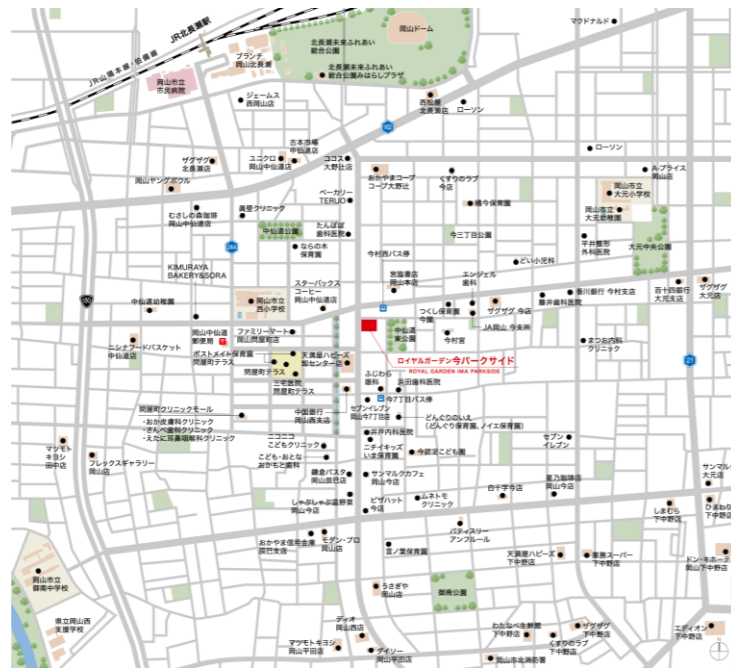 JR北長瀬駅
JR山陽本線・伯備線
ブランチ
岡山北長瀬
岡山市立
市民病院
北長瀬未来ふれあい
総合公園
北長瀬未来ふれあい
総合公園みはらしプラザ
岡山ドーム
マクドナルド
ジェームス
西岡山店
西松屋
北長瀬店
ローソン
162
古本市場
中仙道店
ザグザグ
北長瀬店
ユニクロ
岡山中仙道店
ココス
大野辻店
ローソン
岡山ヤングボウル
おかやまコープ
コープ大野辻
くすりのラブ
今店
A-プライス
岡山店
岡山市立
大元小学校
ベーカリー
TERUO
橋今保育園
岡山市立
大元幼稚園
むさしの森珈琲
岡山中仙道店
眞壁クリニック
中仙道公園
たんぽぽ
歯科医院
今三丁目公園
平井整形
外科医院
大元中央公園
244
ならの木
保育園
今村西バス停
どい小児科
KIMURAYA
BAKERY&SORA
スターバックス
コーヒー
岡山中仙道店
宮脇書店
岡山本店
エンジェル
歯科
香川銀行 今村支店
百十四銀行
大元支店
ザグザグ
大元店
180
中仙道幼稚園
岡山市立
西小学校
つくし保育園
今園
ザグザグ 今店
藤井歯科医院
JA岡山 今支所
岡山中仙道
郵便局
ファミリーマート
岡山問屋町店
中仙道
東公園
今村宮
まつお内科
クリニック
ニシナフードバスケット
中仙道店
ポストメイト保育園
問屋町テラス
天満屋ハピーズ
卸センター店
ロイヤルガーデン今パークサイド
ROYAL GARDEN IMA PARKSIDE
21
問屋町テラス
三宅医院
問屋町テラス
ふじわら
眼科
浜田歯科医院
今7丁目バス停
問屋町クリニックモール
・おか皮膚科クリニック
・さんぺ歯科クリニック
・えたに耳鼻咽喉科クリニック
中国銀行
岡山西支店
セブンイレブン
岡山今7丁目店
どんぐりのいえ
(どんぐり保育園、ノイエ保育園)
井戸内科医院
ニチイキッズ
いま保育園
セブン
イレブン
マツモト
キヨシ
田中店
フレックスギャラリー
岡山店
ニコニコ
こどもクリニック
こども・おとな
おかもと歯科
今認定こども園
鎌倉パスタ
岡山辰巳店
サンマルクカフェ
岡山今店
星乃珈琲店
岡山今店
サンマルク
大元店
しゃぶしゃぶ温野菜
岡山今店
ピザハット
今店
ムネトモ
クリニック
白十字今店
しまむら
下中野店
ひまわり
下中野店
おかやま信用金庫
辰巳支店
モダン・プロ
岡山店
パティスリー
アンフルール
言ノ葉保育園
天満屋ハピーズ
下中野店
業務スーパー
下中野店
ドン・キホーテ
岡山下中野店
岡山市立
御南中学校
うさぎや
岡山店
御南公園
県立岡山西
支援学校
ディオ
岡山西店
わたなべ生鮮館
下中野店
ザグザグ
下中野店
エディオン
下中野店
マツモトキヨシ
岡山平田店
ダイソー
岡山平田店
くすりのラブ
下中野店
岡山市北消防署